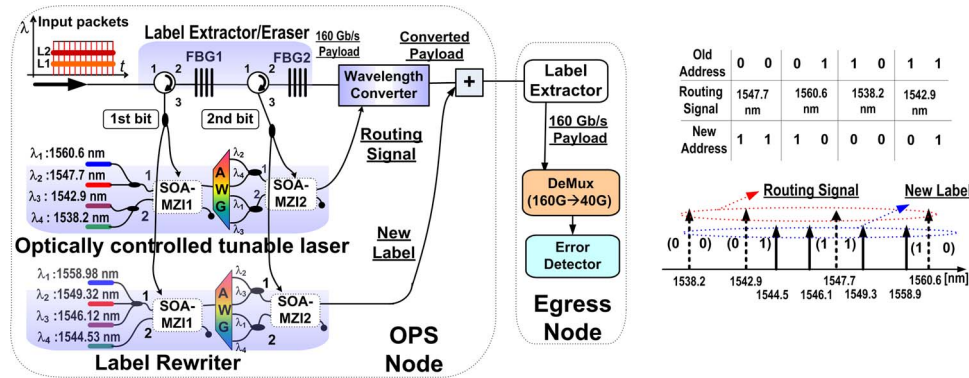 Input packets
λ
L2
L1
t
Label Extractor/Eraser
FBG1
FBG2
1 2
3
1 2
3
160 Gb/s
Payload
Converted
Payload
Wavelength
Converter
+
1st bit
2nd bit
Routing
Signal
λ₁ :1560.6 nm
λ₂ :1547.7 nm
λ₃ :1542.9 nm
λ₄ :1538.2 nm
1
2
SOA-
MZI1
A
W
G
λ₂
λ₄
λ₁
λ₃
1
2
SOA-
MZI2
Optically controlled tunable laser
New
Label
λ₁ :1558.98 nm
λ₂ :1549.32 nm
λ₃ :1546.12 nm
λ₄ :1544.53 nm
1
2
SOA-
MZI1
A
W
G
λ₂
λ₃
λ₁
λ₄
1
2
SOA-
MZI2
Label Rewriter
OPS
Node
Label
Extractor
160 Gb/s
Payload
DeMux
(160G→40G)
Error
Detector
Egress
Node
Old
Address
0 0 0 1 1 0 1 1
Routing
Signal
1547.7
nm
1560.6
nm
1538.2
nm
1542.9
nm
New
Address
1 1 1 0 0 0 0 1
Routing Signal
New Label
(0 0) (0 1) (1 1) (1 0)
1538.2 1542.9 1547.7 1560.6 [nm]
1544.5 1546.1 1549.3 1558.9